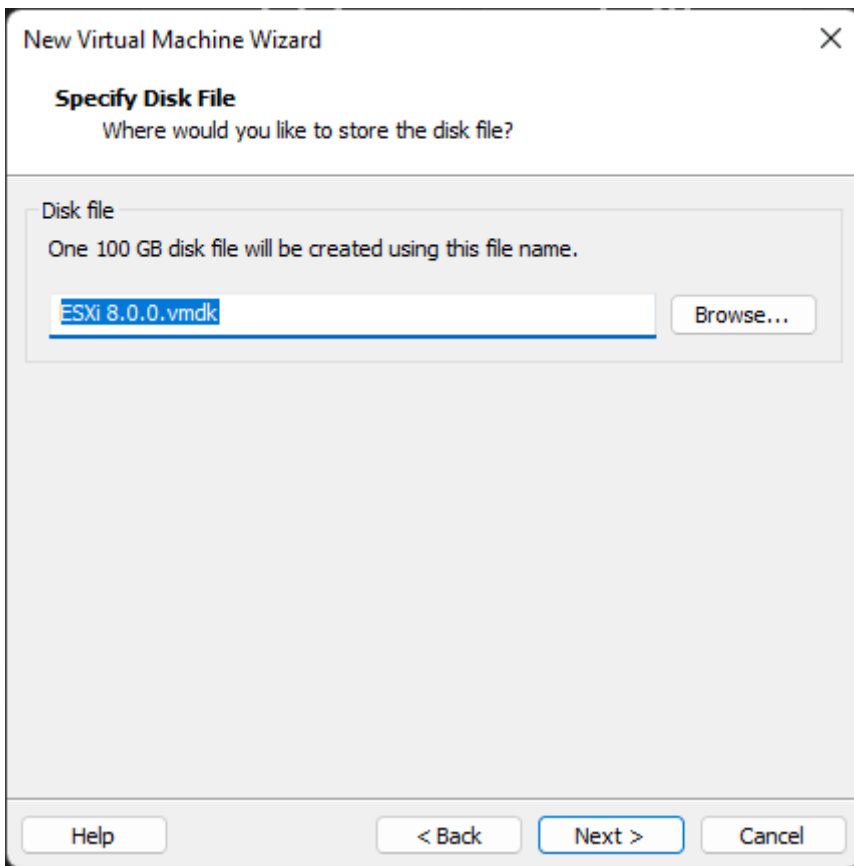 New Virtual Machine Wizard
Specify Disk File
Where would you like to store the disk file?
Disk file
One 100 GB disk file will be created using this file name.
ESXi 8.0.0.vmdk
Browse...
Help
< Back
Next >
Cancel